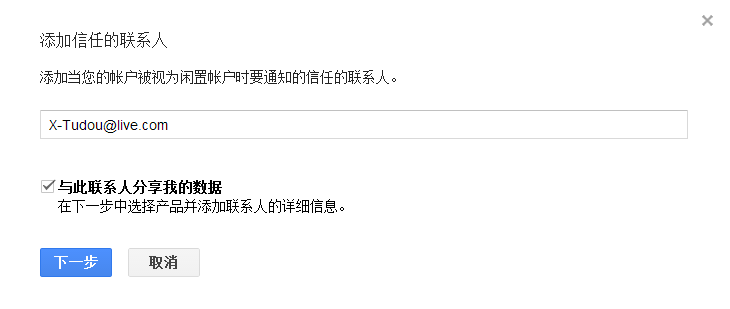 添加信任的联系人
添加当您的帐户被视为闲置帐户时要通知的信任的联系人。
X-Tudou@live.com
与此联系人分享我的数据
在下一步中选择产品并添加联系人的详细信息。
下一步 取消